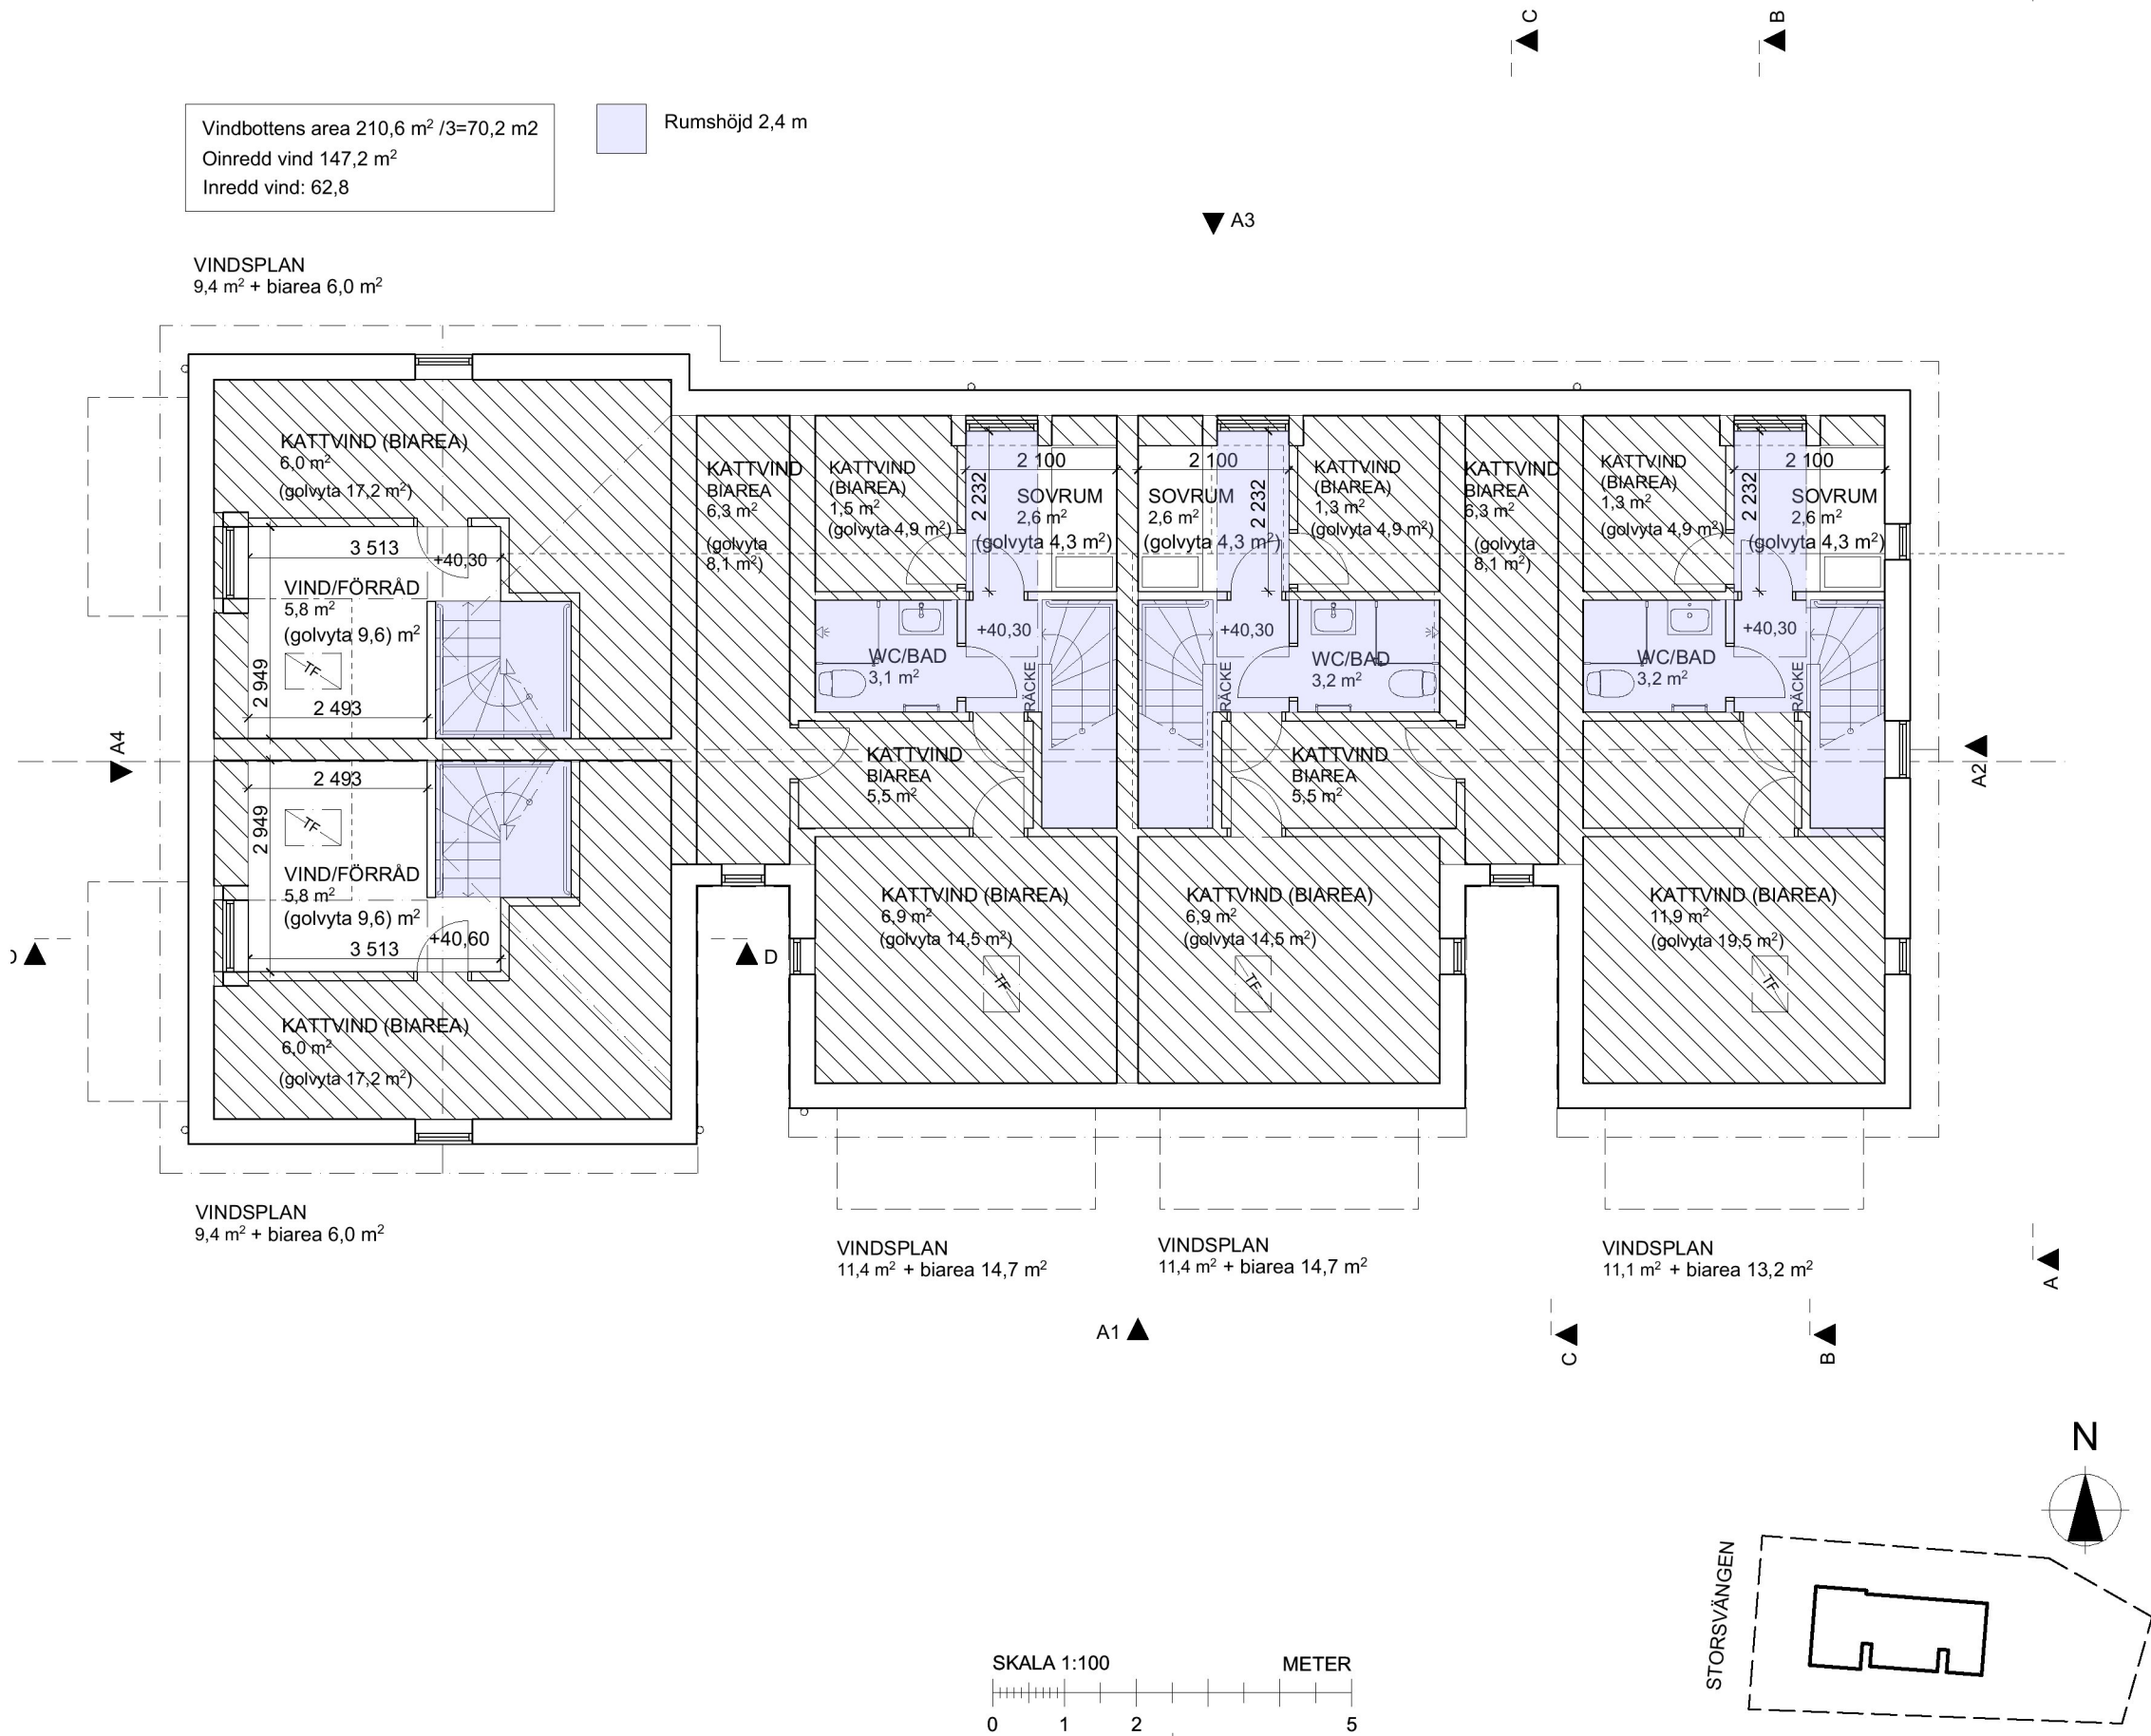 C
B
Vindbottens area 210,6 m² /3=70,2 m2
Oinredd vind 147,2 m²
Inredd vind: 62,8
Rumshöjd 2,4 m
A3
VINDSPLAN
9,4 m² + biarea 6,0 m²
KATTVIND (BIAREA)
6,0 m²
(golvyta 17,2 m²)
3 513
+40,30
VIND/FÖRRÅD
5,8 m²
(golvyta 9,6) m²
TF
2 949
2 493
A4
2 493
TF
2 949
VIND/FÖRRÅD
5,8 m²
(golvyta 9,6) m²
+40,60
3 513
D
KATTVIND (BIAREA)
6,0 m²
(golvyta 17,2 m²)
VINDSPLAN
9,4 m² + biarea 6,0 m²
KATTVIND
BIAREA
6,3 m²
(golvyta
8,1 m²)
KATTVIND
(BIAREA)
1,5 m²
(golvyta 4,9 m²)
2 100
2 232
SOVRUM
2,6 m²
(golvyta 4,3 m²)
+40,30
WC/BAD
3,1 m²
RÄCKE
KATTVIND
BIAREA
5,5 m²
KATTVIND (BIAREA)
6,9 m²
(golvyta 14,5 m²)
TF
2 100
2 232
SOVRUM
2,6 m²
(golvyta 4,3 m²)
KATTVIND
(BIAREA)
1,3 m²
(golvyta 4,9 m²)
+40,30
WC/BAD
3,2 m²
RÄCKE
KATTVIND
BIAREA
5,5 m²
KATTVIND (BIAREA)
6,9 m²
(golvyta 14,5 m²)
TF
KATTVIND
BIAREA
6,3 m²
(golvyta
8,1 m²)
KATTVIND
(BIAREA)
1,3 m²
(golvyta 4,9 m²)
2 100
2 232
SOVRUM
2,6 m²
(golvyta 4,3 m²)
+40,30
WC/BAD
3,2 m²
RÄCKE
A2
KATTVIND (BIAREA)
11,9 m²
(golvyta 19,5 m²)
TF
VINDSPLAN
11,4 m² + biarea 14,7 m²
VINDSPLAN
11,4 m² + biarea 14,7 m²
VINDSPLAN
11,1 m² + biarea 13,2 m²
A
A1
C
B
N
STORSVÄNGEN
SKALA 1:100
METER
0 1 2 5